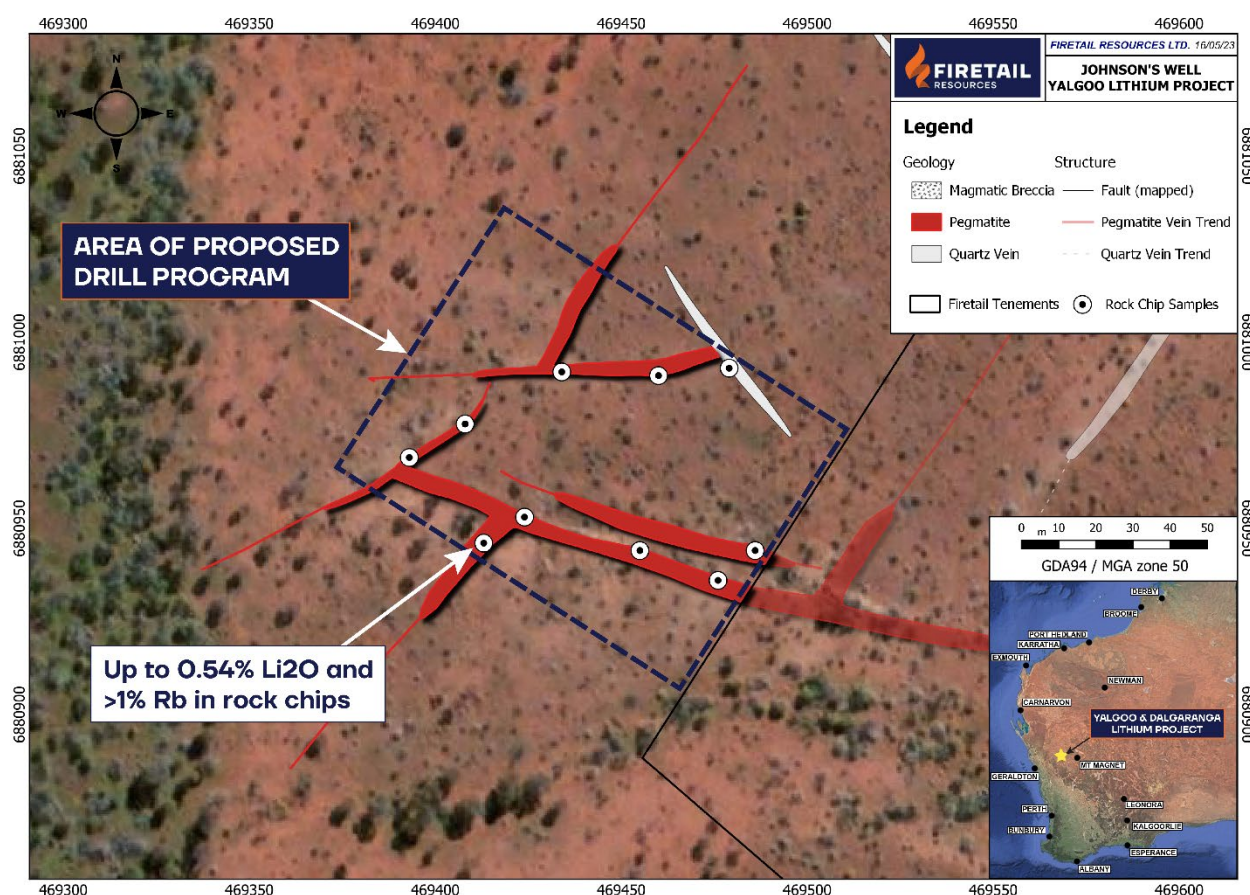 469300 469350 469400 469450 469500 469550 469600
FIRETAIL
RESOURCES
FIRETAIL RESOURCES LTD. 16/05/23
JOHNSON'S WELL
YALGOO LITHIUM PROJECT
Legend
Geology
Magmatic Breccia
Pegmatite
Quartz Vein
Structure
Fault (mapped)
Pegmatite Vein Trend
Quartz Vein Trend
Firetail Tenements
Rock Chip Samples
N
W E
S
6881050 6881050
AREA OF PROPOSED
DRILL PROGRAM
6881000 6881000
6880950 6880950
Up to 0.54% Li2O and
>1% Rb in rock chips
6880900 6880900
0 m 10 20 30 40 50
GDA94 / MGA zone 50
DERBY
BROOME
PORT HEDLAND
KARRATHA
EXMOUTH
NEWMAN
CARNARVON
YALGOO & DALGARANGA
LITHIUM PROJECT
MT MAGNET
GERALDTON
LEONORA
PERTH
KALGOORLIE
BUNBURY
ESPERANCE
ALBANY
469300 469350 469400 469450 469500 469550 469600